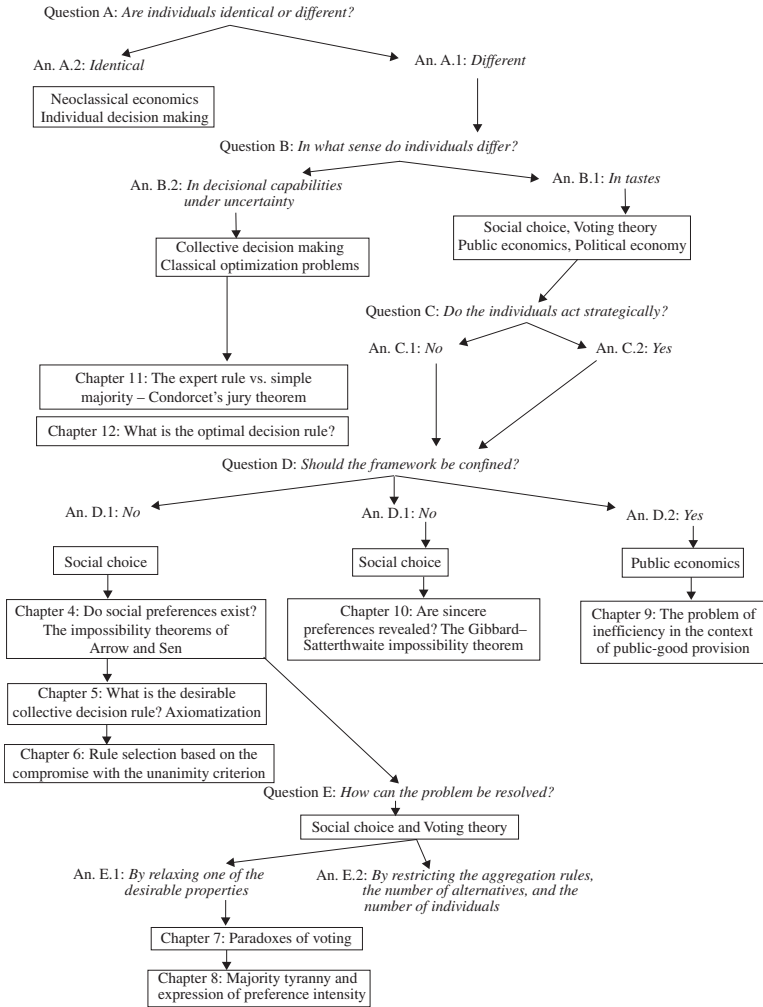 Question A: Are individuals identical or different?
An. A.2: Identical
An. A.1: Different
Neoclassical economics
Individual decision making
Question B: In what sense do individuals differ?
An. B.2: In decisional capabilities
under uncertainty
An. B.1: In tastes
Social choice, Voting theory
Public economics, Political economy
Collective decision making
Classical optimization problems
Question C: Do the individuals act strategically?
An. C.1: No
An. C.2: Yes
Chapter 11: The expert rule vs. simple
majority – Condorcet's jury theorem
Chapter 12: What is the optimal decision rule?
Question D: Should the framework be confined?
An. D.1: No
An. D.1: No
An. D.2: Yes
Social choice
Social choice
Public economics
Chapter 4: Do social preferences exist?
The impossibility theorems of
Arrow and Sen
Chapter 10: Are sincere
preferences revealed? The Gibbard–
Satterthwaite impossibility theorem
Chapter 9: The problem of
inefficiency in the context
of public-good provision
Chapter 5: What is the desirable
collective decision rule? Axiomatization
Chapter 6: Rule selection based on the
compromise with the unanimity criterion
Question E: How can the problem be resolved?
Social choice and Voting theory
An. E.1: By relaxing one of the
desirable properties
An. E.2: By restricting the aggregation rules,
the number of alternatives, and the
number of individuals
Chapter 7: Paradoxes of voting
Chapter 8: Majority tyranny and
expression of preference intensity